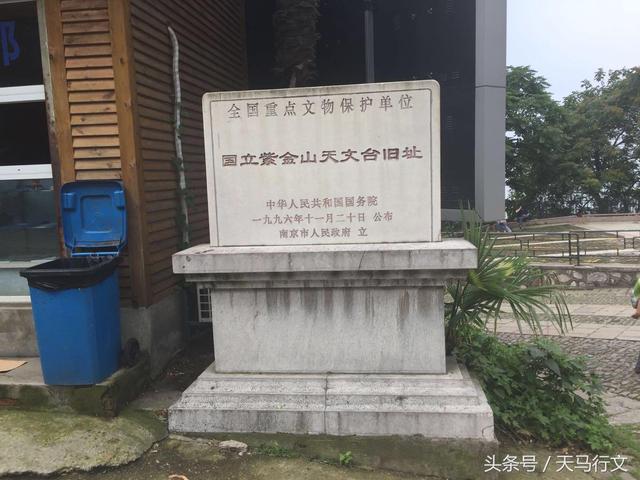 全国重点文物保护单位
国立紫金山天文台旧址
中华人民共和国国务院
一九九六年十一月二十日 公布
南京市人民政府 立
头条号/天马行文